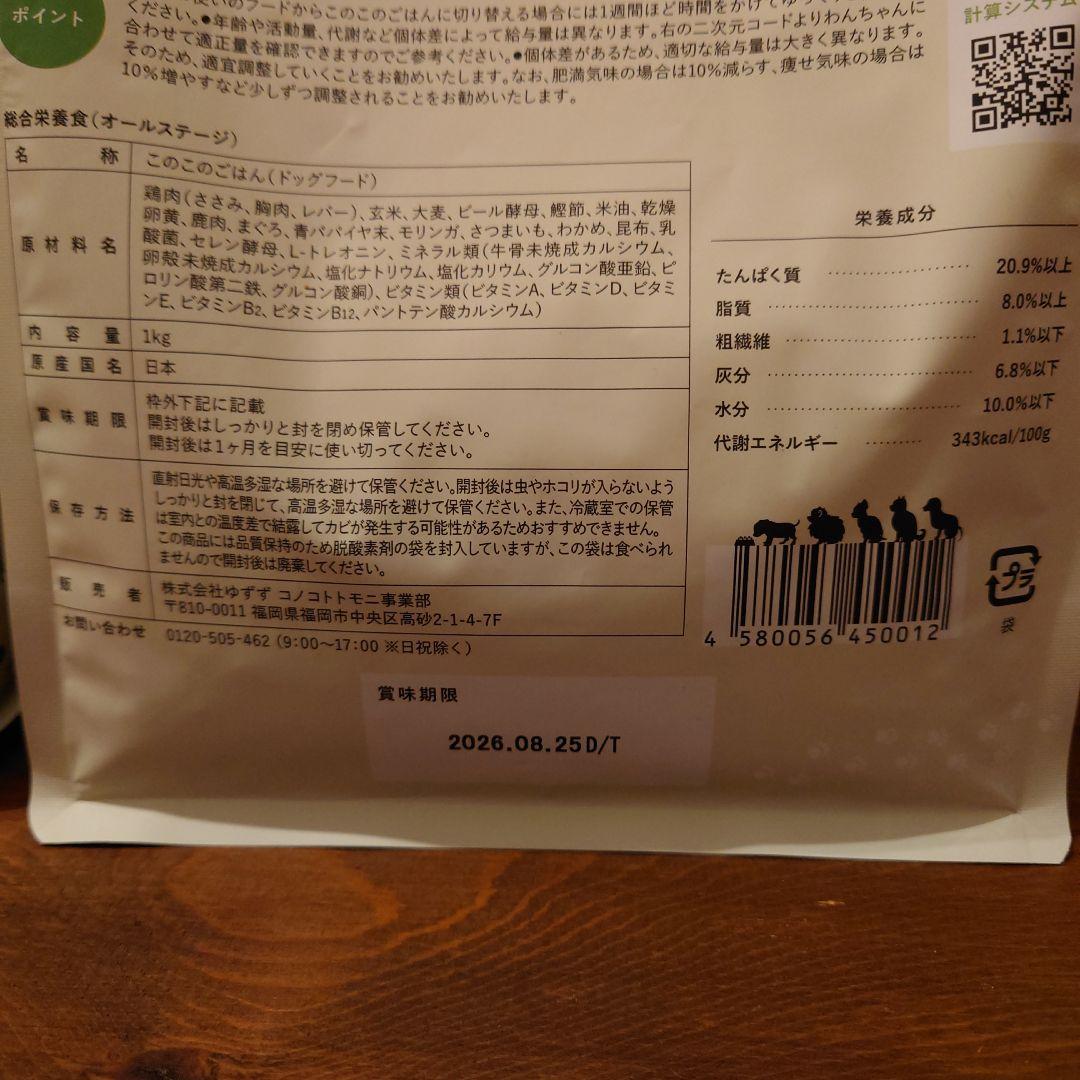 ポイント
使いのフードからこのこのごはんに切り替える場合には1週間ほど時間をかけて
ください。●年齢や活動量、代謝など個体差によって給与量は異なります。右の二次元コードよりわんちゃんに
合わせて適正量を確認できますのでご参考ください。●個体差があるため、適切な給与量は大きく異なります。
そのため、適宜調整していくことをお勧めいたします。なお、肥満気味の場合は10%減らす、痩せ気味の場合は
10%増やすなど少しずつ調整されることをお勧めいたします。
計算システム
総合栄養食(オールステージ)
名称 このこのごはん(ドッグフード)
原材料名 鶏肉(ささみ、胸肉、レバー)、玄米、大麦、ビール酵母、鰹節、米油、乾燥
卵黄、鹿肉、まぐろ、青パパイヤ末、モリンガ、さつまいも、わかめ、昆布、乳
酸菌、セレン酵母、L-トレオニン、ミネラル類(牛骨未焼成カルシウム、
卵殻未焼成カルシウム、塩化ナトリウム、塩化カリウム、グルコン酸亜鉛、ピ
ロリン酸第二鉄、グルコン酸銅)、ビタミン類(ビタミンA、ビタミンD、ビタミ
ンE、ビタミンB2、ビタミンB12、パントテン酸カルシウム)
内容量 1kg
原産国名 日本
賞味期限 枠外下記に記載
開封後はしっかりと封を閉め保管してください。
開封後は1ヶ月を目安に使い切ってください。
保存方法 直射日光や高温多湿な場所を避けて保管ください。開封後は虫やホコリが入らないよう
しっかりと封を閉じて、高温多湿な場所を避けて保管ください。また、冷蔵室での保管
は室内との温度差で結露してカビが発生する可能性があるためおすすめできません。
この商品には品質保持のため脱酸素剤の袋を封入していますが、この袋は食べられ
ませんので開封後は廃棄してください。
販売者 株式会社ゆずず コノコトトモニ事業部
〒810-0011 福岡県福岡市中央区高砂2-1-4-7F
お問い合わせ 0120-505-462 (9:00〜17:00 ※日祝除く)
栄養成分
たんぱく質 20.9%以上
脂質 8.0%以上
粗繊維 1.1%以下
灰分 6.8%以下
水分 10.0%以下
代謝エネルギー 343kcal/100g
4 580056 450012
プラ
袋
賞味期限
2026.08.25D/T